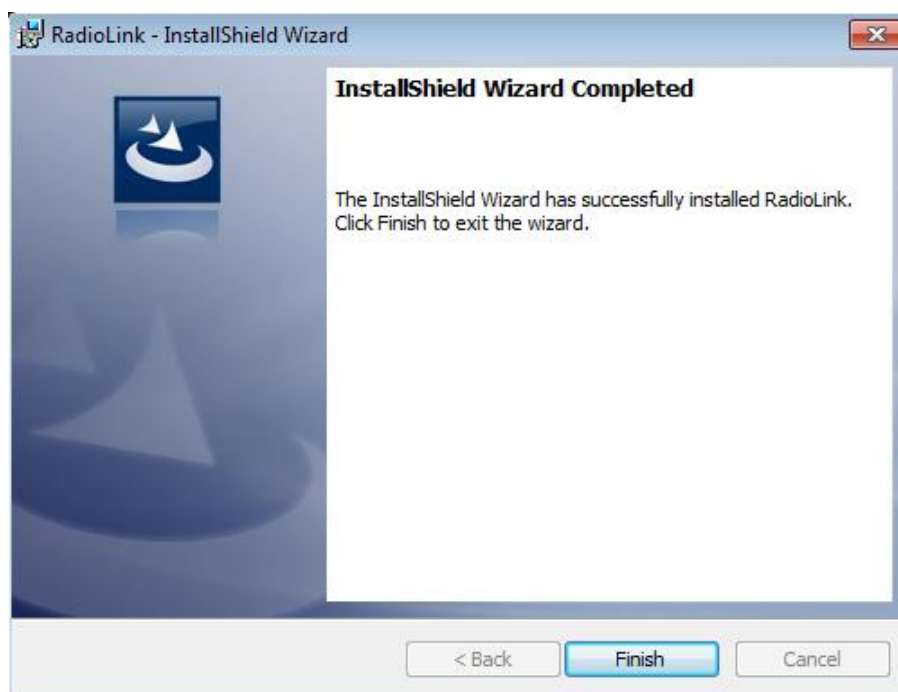 RadioLink - InstallShield Wizard
InstallShield Wizard Completed
The InstallShield Wizard has successfully installed RadioLink.
Click Finish to exit the wizard.
< Back
Finish
Cancel